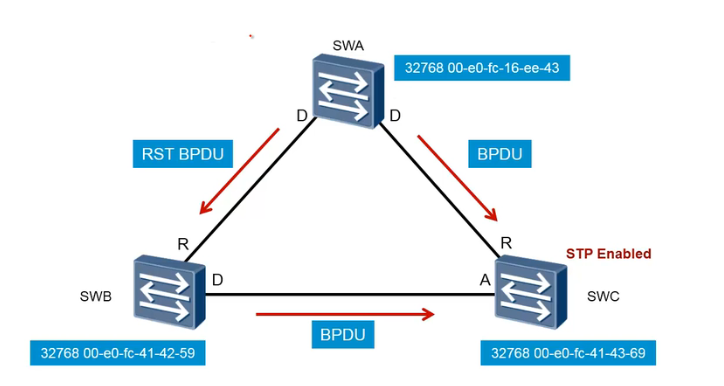 SWA
32768 00-e0-fc-16-ee-43
D D
RST BPDU
BPDU
R
R
STP Enabled
SWB
D
A
SWC
BPDU
32768 00-e0-fc-41-42-59
32768 00-e0-fc-41-43-69